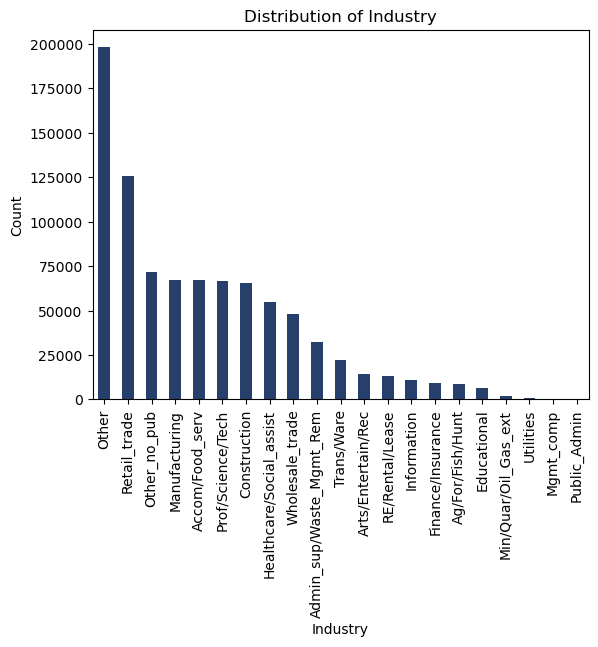 Distribution of Industry
200000
175000
150000
125000
100000
75000
50000
25000
0
Count
Other
Retail_trade
Other_no_pub
Manufacturing
Accom/Food_serv
Prof/Science/Tech
Construction
Healthcare/Social_assist
Wholesale_trade
Admin_sup/Waste_Mgmt_Rem
Trans/Ware
Arts/Entertain/Rec
RE/Rental/Lease
Information
Finance/Insurance
Ag/For/Fish/Hunt
Educational
Min/Quar/Oil_Gas_ext
Utilities
Mgmt_comp
Public_Admin
Industry